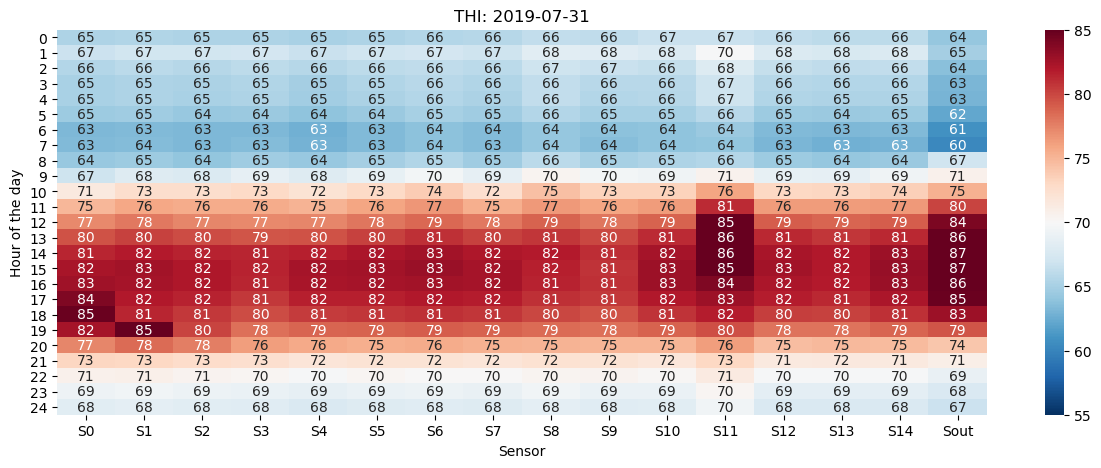 THI: 2019-07-31
0 65 65 65 65 65 65 66 66 66 66 67 67 66 66 66 64
1 67 67 67 67 67 67 67 67 68 68 68 70 68 68 68 65
2 66 66 66 66 66 66 66 66 67 67 66 68 66 66 66 64
3 65 65 65 65 65 65 66 66 66 66 66 67 66 66 66 63
4 65 65 65 65 65 65 66 65 66 66 66 67 66 65 65 63
5 65 65 64 64 64 64 65 65 66 65 65 66 65 64 65 62
6 63 63 63 63 63 63 64 64 64 64 64 66 63 63 63 61
7 63 64 63 63 63 63 64 64 64 64 64 64 63 63 63 60
8 64 65 64 65 65 65 65 65 66 65 65 66 65 64 64 67
9 67 68 68 69 68 69 70 69 70 70 69 71 69 69 69 71
10 71 73 73 73 72 73 74 72 75 73 73 76 73 73 74 75
11 75 76 76 76 75 76 77 75 77 76 76 81 76 76 77 80
12 77 78 77 77 77 78 79 78 79 78 79 85 79 79 79 84
13 80 80 80 79 80 80 81 80 81 80 81 86 81 81 81 86
14 81 82 82 81 82 82 83 82 82 81 82 86 82 82 83 87
15 82 83 82 82 82 83 83 82 82 81 83 85 83 82 83 87
16 83 83 82 81 82 82 83 82 81 81 83 84 82 82 83 86
17 84 82 82 81 82 82 82 82 81 81 82 83 82 82 82 85
18 85 82 81 80 81 81 81 81 80 80 81 82 80 80 81 83
19 82 85 80 78 79 79 79 79 79 78 79 80 78 78 79 79
20 77 78 78 76 76 75 76 75 75 75 75 76 75 75 75 74
21 73 73 73 73 72 72 72 72 72 72 72 73 71 72 71 71
22 71 71 71 70 70 70 70 70 70 70 70 71 70 70 70 69
23 69 69 69 69 69 69 69 69 69 69 69 70 69 69 69 68
24 68 68 68 68 68 68 68 68 68 68 68 70 68 68 68 67
S0 S1 S2 S3 S4 S5 S6 S7 S8 S9 S10 S11 S12 S13 S14 Sout
Sensor
Hour of the day
85
80
75
70
65
60
55